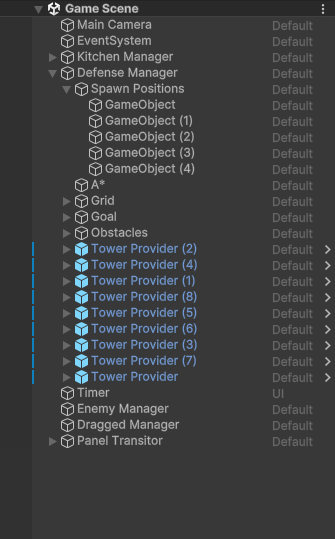 Game Scene
Main Camera Default
EventSystem Default
Kitchen Manager Default
Defense Manager Default
Spawn Positions Default
GameObject Default
GameObject (1) Default
GameObject (2) Default
GameObject (3) Default
GameObject (4) Default
A* Default
Grid Default
Goal Default
Obstacles Default
Tower Provider (2) Default
Tower Provider (4) Default
Tower Provider (1) Default
Tower Provider (8) Default
Tower Provider (5) Default
Tower Provider (6) Default
Tower Provider (3) Default
Tower Provider (7) Default
Tower Provider Default
Timer UI
Enemy Manager Default
Dragged Manager Default
Panel Transitor Default